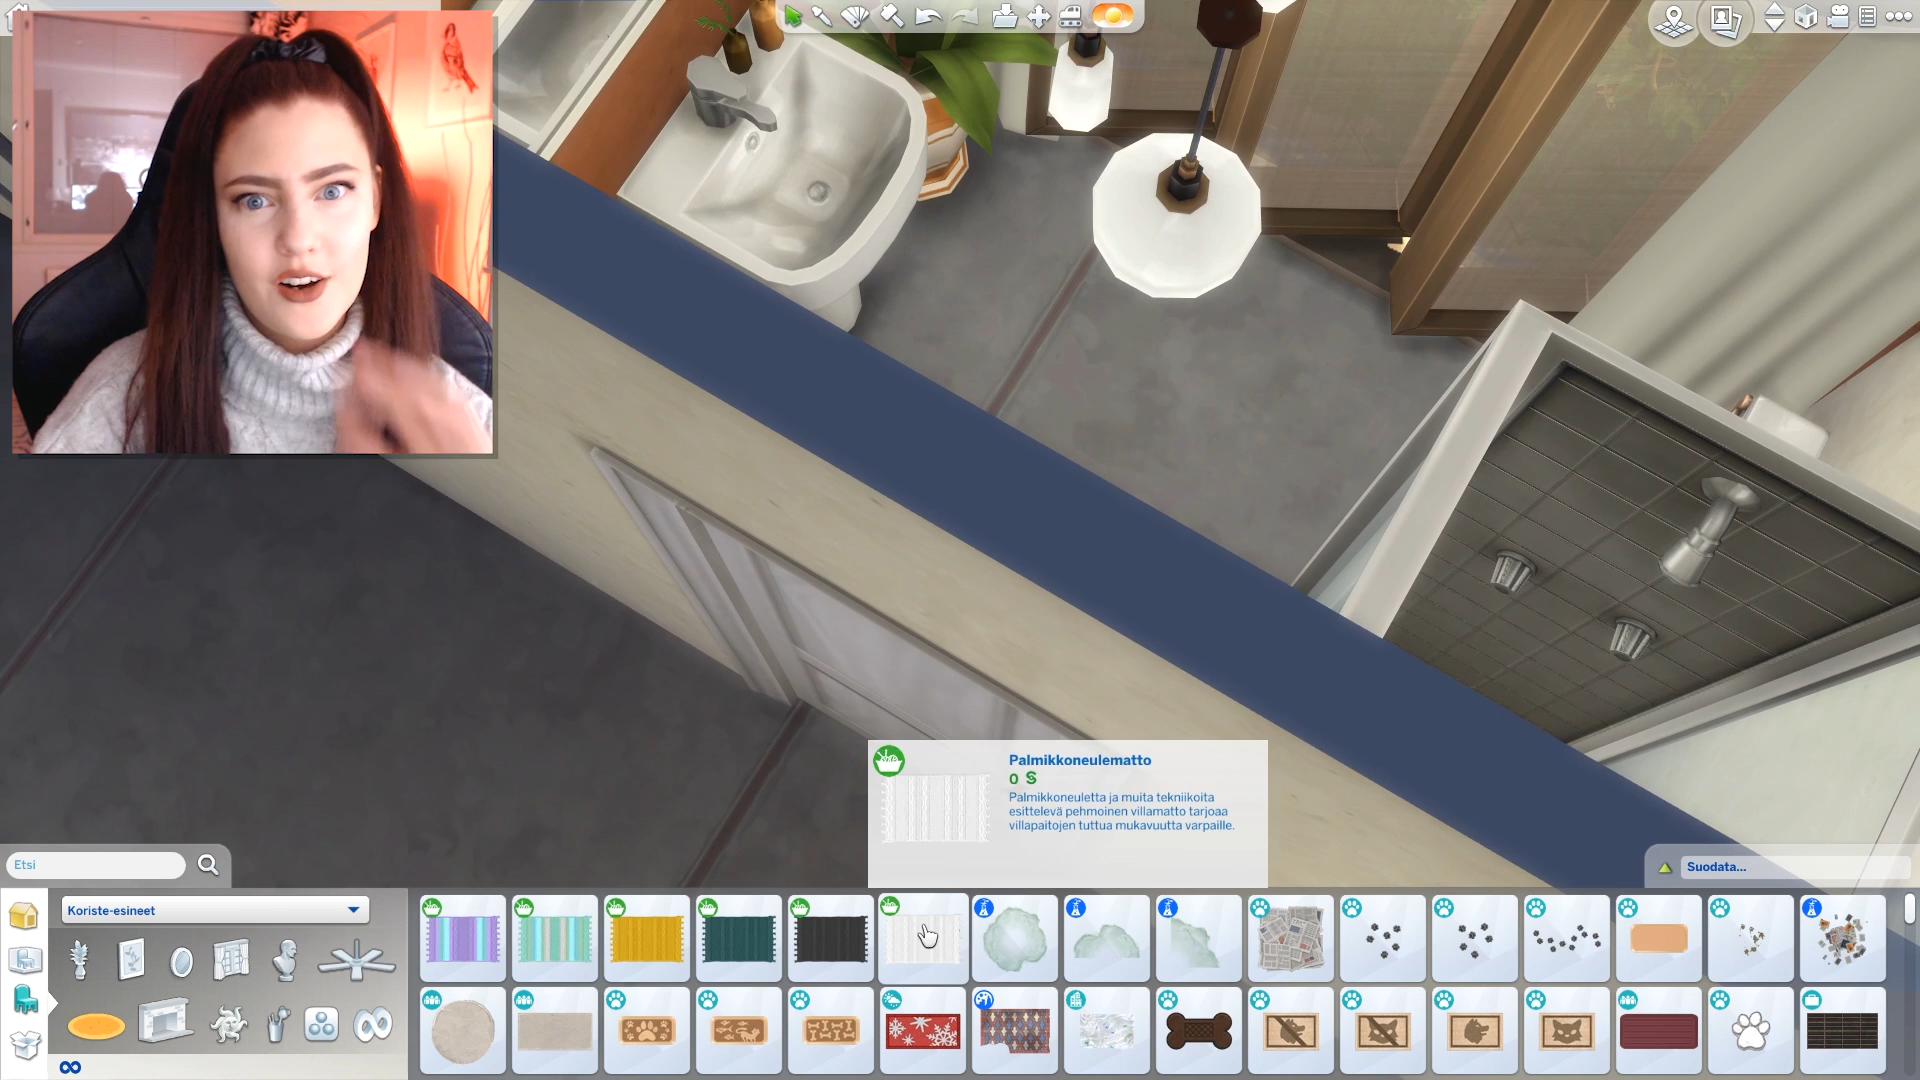 Palmikkoneulematto
0 §
Palmikkoneuletta ja muita tekniikoita
esittelevä pehmoinen villamatto tarjoaa
villapaitojen tuttua mukavuutta varpaille.
Etsi
Suodata...
Koriste-esineet